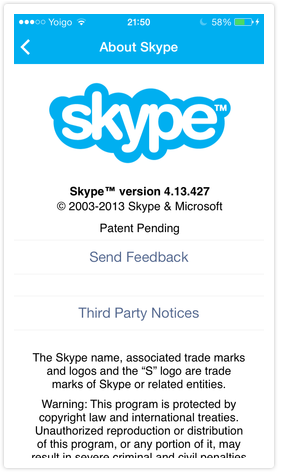 Yoigo 21:50 58%
About Skype
skype™
Skype™ version 4.13.427
© 2003-2013 Skype & Microsoft
Patent Pending
Send Feedback
Third Party Notices
The Skype name, associated trade marks
and logos and the “S” logo are trade
marks of Skype or related entities.
Warning: This program is protected by
copyright law and international treaties.
Unauthorized reproduction or distribution
of this program, or any portion of it, may
result in severe criminal and civil penalties